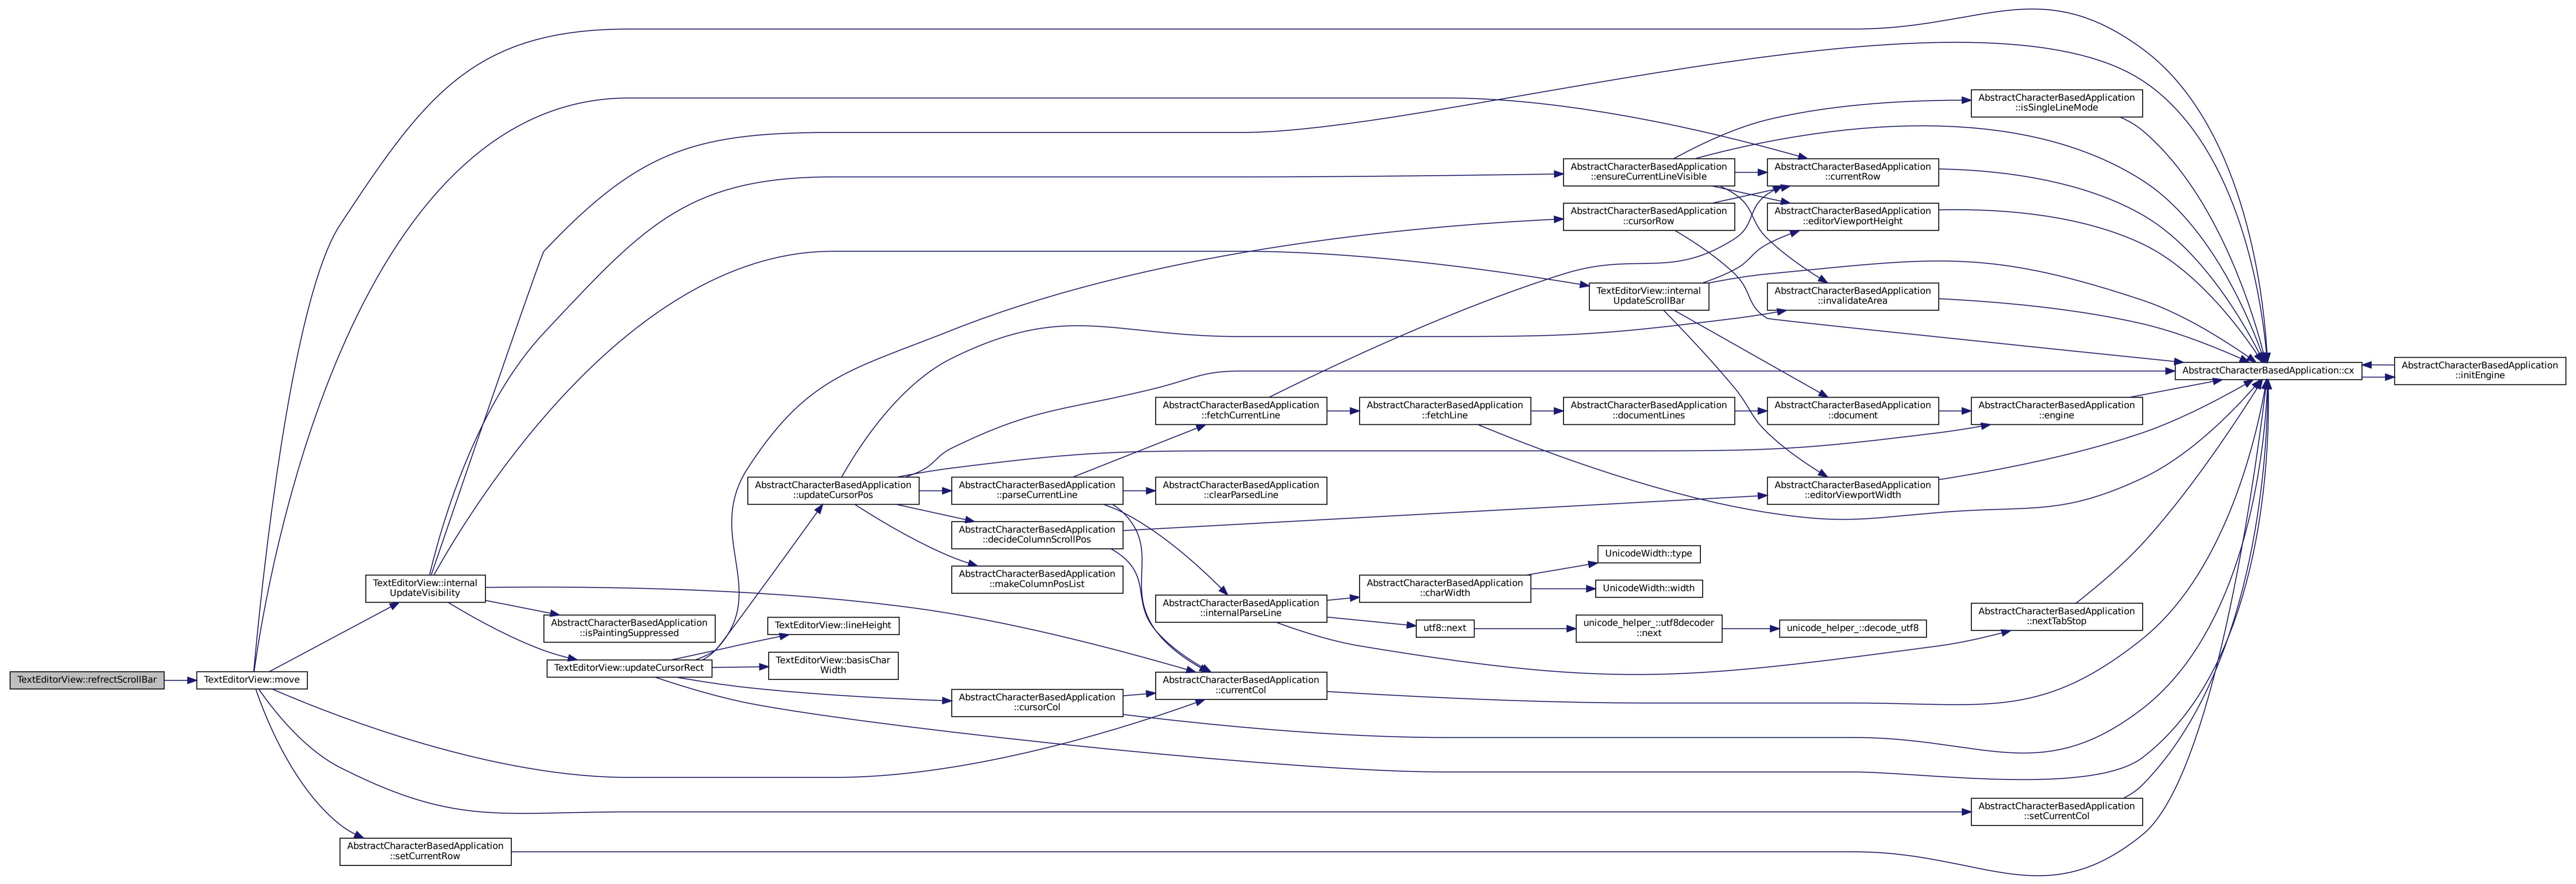 AbstractCharacterBasedApplication
::isSingleLineMode
AbstractCharacterBasedApplication
::ensureCurrentLineVisible
AbstractCharacterBasedApplication
::currentRow
AbstractCharacterBasedApplication
::cursorRow
AbstractCharacterBasedApplication
::editorViewportHeight
TextEditorView::internal
UpdateScrollBar
AbstractCharacterBasedApplication
::invalidateArea
AbstractCharacterBasedApplication::cx
AbstractCharacterBasedApplication
::initEngine
AbstractCharacterBasedApplication
::fetchCurrentLine
AbstractCharacterBasedApplication
::fetchLine
AbstractCharacterBasedApplication
::documentLines
AbstractCharacterBasedApplication
::document
AbstractCharacterBasedApplication
::engine
AbstractCharacterBasedApplication
::updateCursorPos
AbstractCharacterBasedApplication
::parseCurrentLine
AbstractCharacterBasedApplication
::clearParsedLine
AbstractCharacterBasedApplication
::editorViewportWidth
AbstractCharacterBasedApplication
::decideColumnScrollPos
AbstractCharacterBasedApplication
::makeColumnPosList
UnicodeWidth::type
TextEditorView::internal
UpdateVisibility
AbstractCharacterBasedApplication
::charWidth
UnicodeWidth::width
AbstractCharacterBasedApplication
::internalParseLine
AbstractCharacterBasedApplication
::nextTabStop
AbstractCharacterBasedApplication
::isPaintingSuppressed
TextEditorView::lineHeight
utf8::next
unicode_helper_::utf8decoder
::next
unicode_helper_::decode_utf8
TextEditorView::updateCursorRect
TextEditorView::basisChar
Width
TextEditorView::refrectScrollBar
TextEditorView::move
AbstractCharacterBasedApplication
::currentCol
AbstractCharacterBasedApplication
::cursorCol
AbstractCharacterBasedApplication
::setCurrentCol
AbstractCharacterBasedApplication
::setCurrentRow